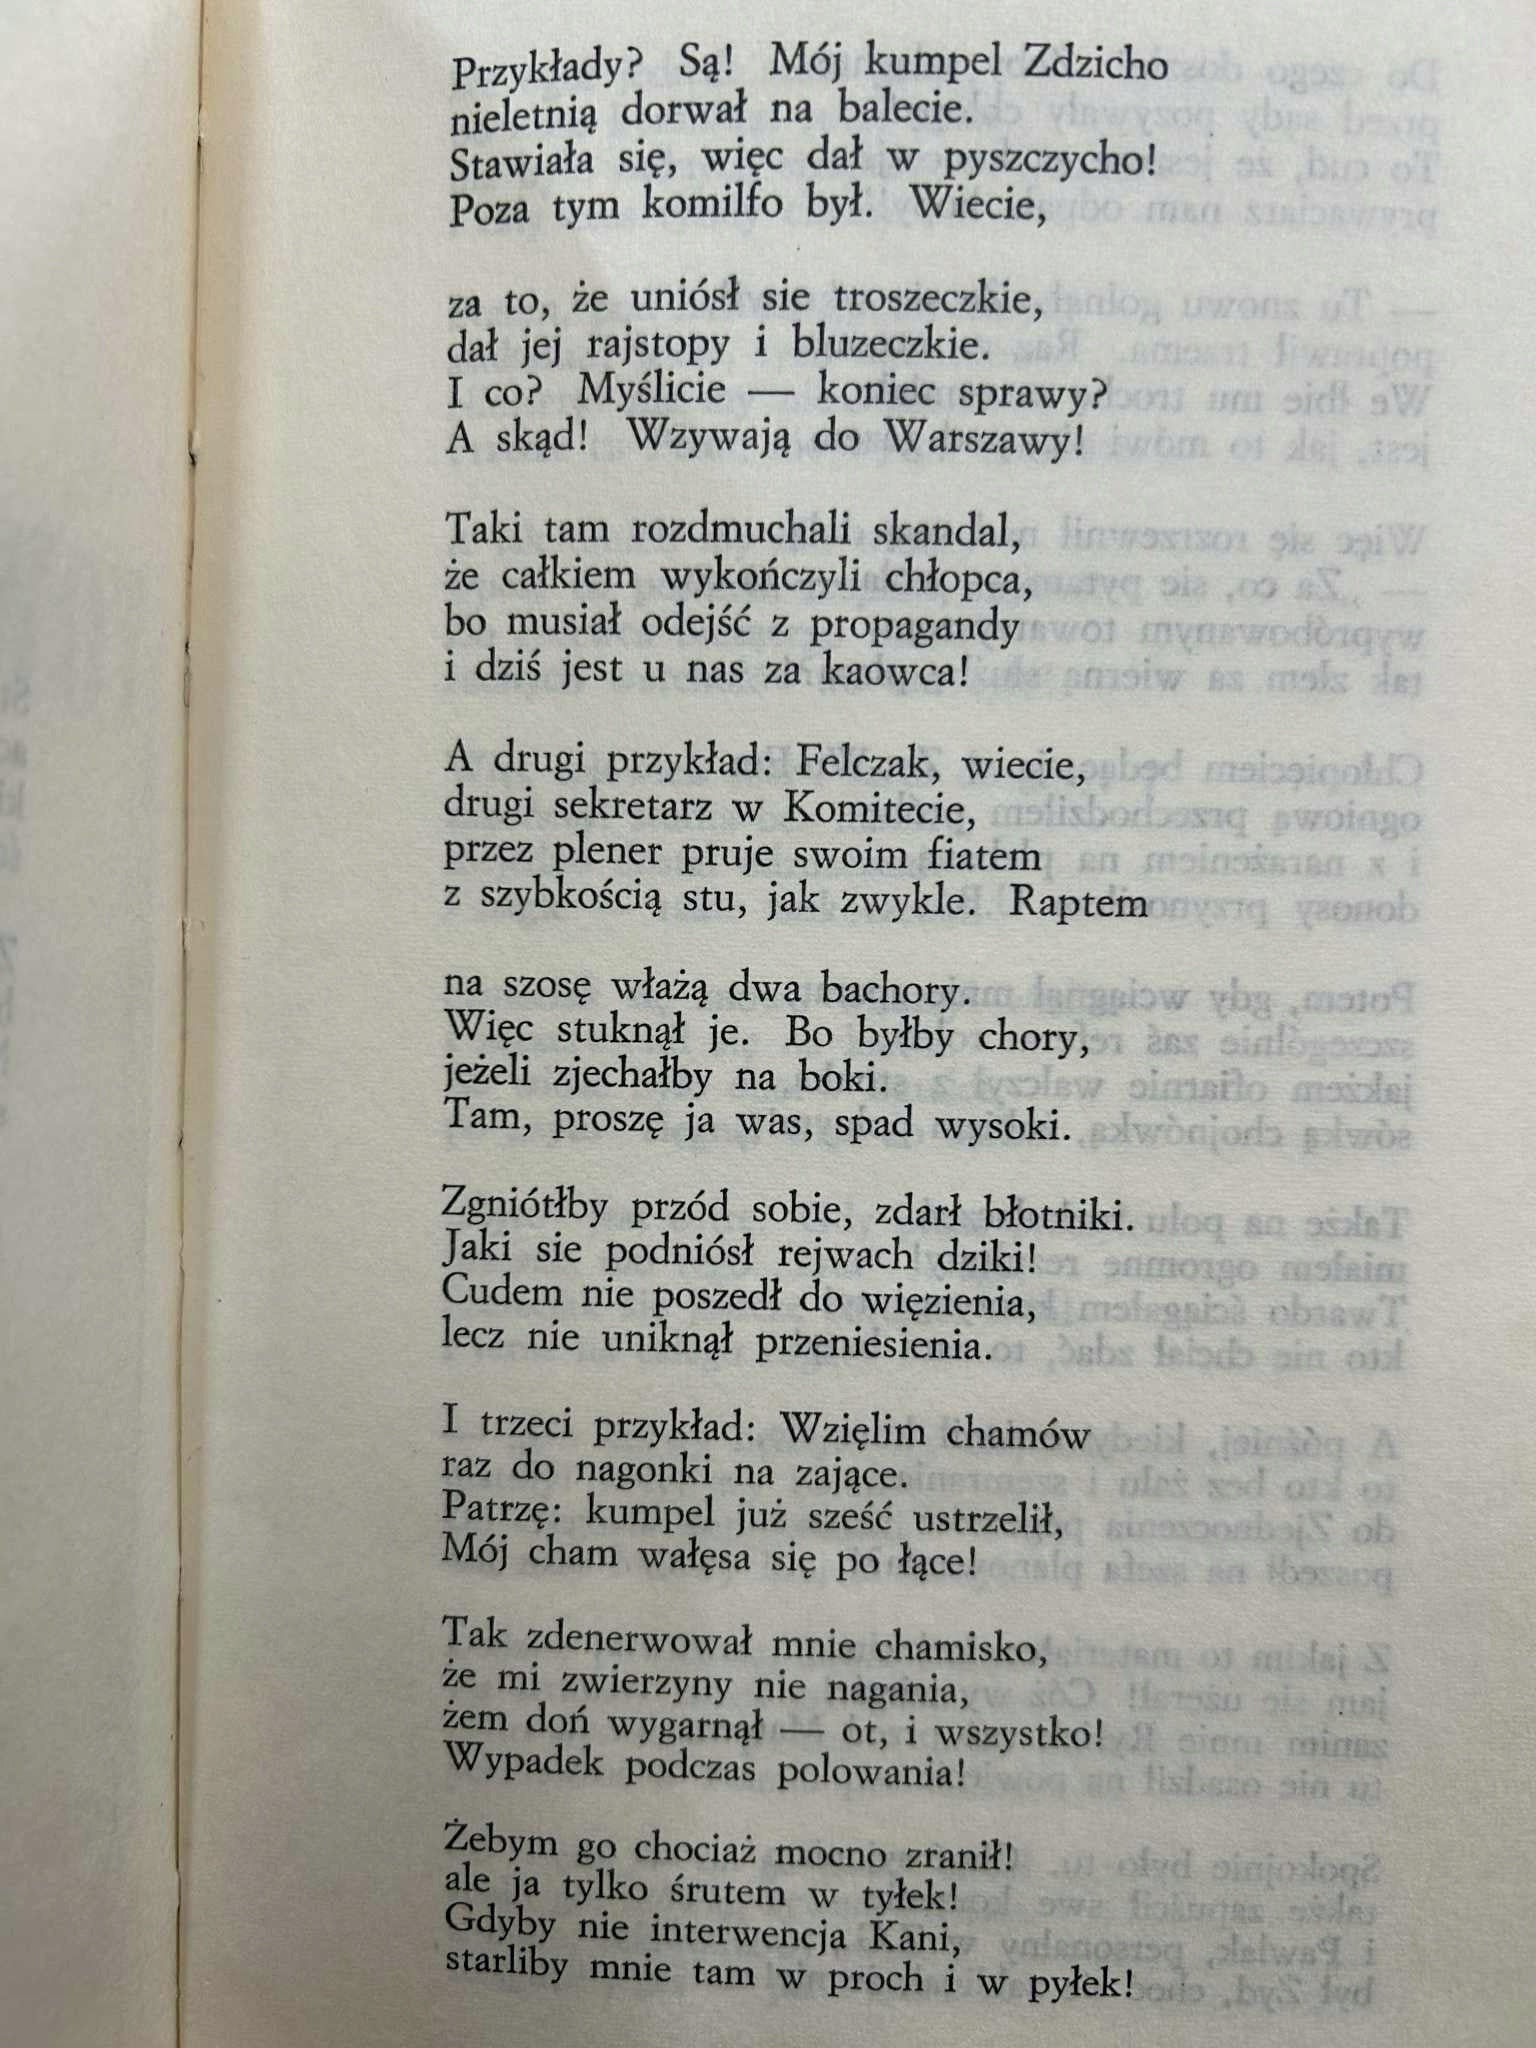 Przykłady? Są! Mój kumpel Zdzicho
nieletnią dorwał na balecie.
Stawiała się, więc dał w pyszczycho!
Poza tym komilfo był. Wiecie,
za to, że uniósł sie troszeczkie,
dał jej rajstopy i bluzeczkie.
I co? Myślicie — koniec sprawy?
A skąd! Wzywają do Warszawy!
Taki tam rozdmuchali skandal,
że całkiem wykończyli chłopca,
bo musiał odejść z propagandy
i dziś jest u nas za kaowca!
A drugi przykład: Felczak, wiecie,
drugi sekretarz w Komitecie,
przez plener pruje swoim fiatem
z szybkością stu, jak zwykle. Raptem
na szosę włażą dwa bachory.
Więc stuknął je. Bo byłby chory,
jeżeli zjechałby na boki.
Tam, proszę ja was, spad wysoki.
Zgniótłby przód sobie, zdarł błotniki.
Jaki sie podniósł rejwach dziki!
Cudem nie poszedł do więzienia,
lecz nie uniknął przeniesienia.
I trzeci przykład: Wzięlim chamów
raz do nagonki na zające.
Patrzę: kumpel już sześć ustrzelił,
Mój cham wałęsa się po łące!
Tak zdenerwował mnie chamisko,
że mi zwierzyny nie nagania,
żem doń wygarnął — ot, i wszystko!
Wypadek podczas polowania!
Żebym go chociaż mocno zranił!
ale ja tylko śrutem w tyłek!
Gdyby nie interwencja Kani,
starliby mnie tam w proch i w pyłek!